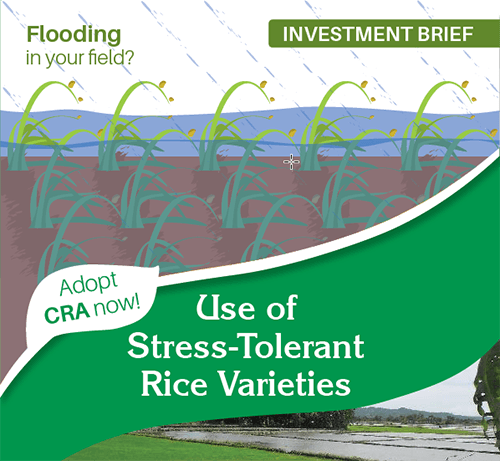 Flooding
in your field?
INVESTMENT BRIEF
Adopt
CRA now!
Use of
Stress-Tolerant
Rice Varieties